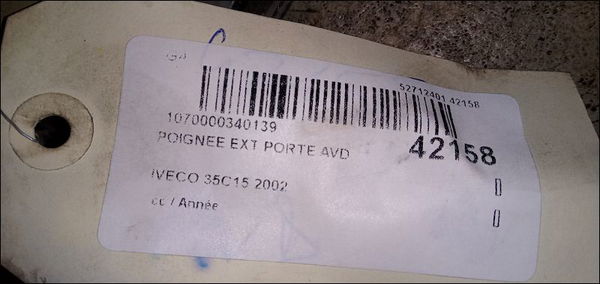 52712401 42158
1070000340139
POIGNEE EXT PORTE AVD
42158
IVECO 35C15 2002
cc / Année